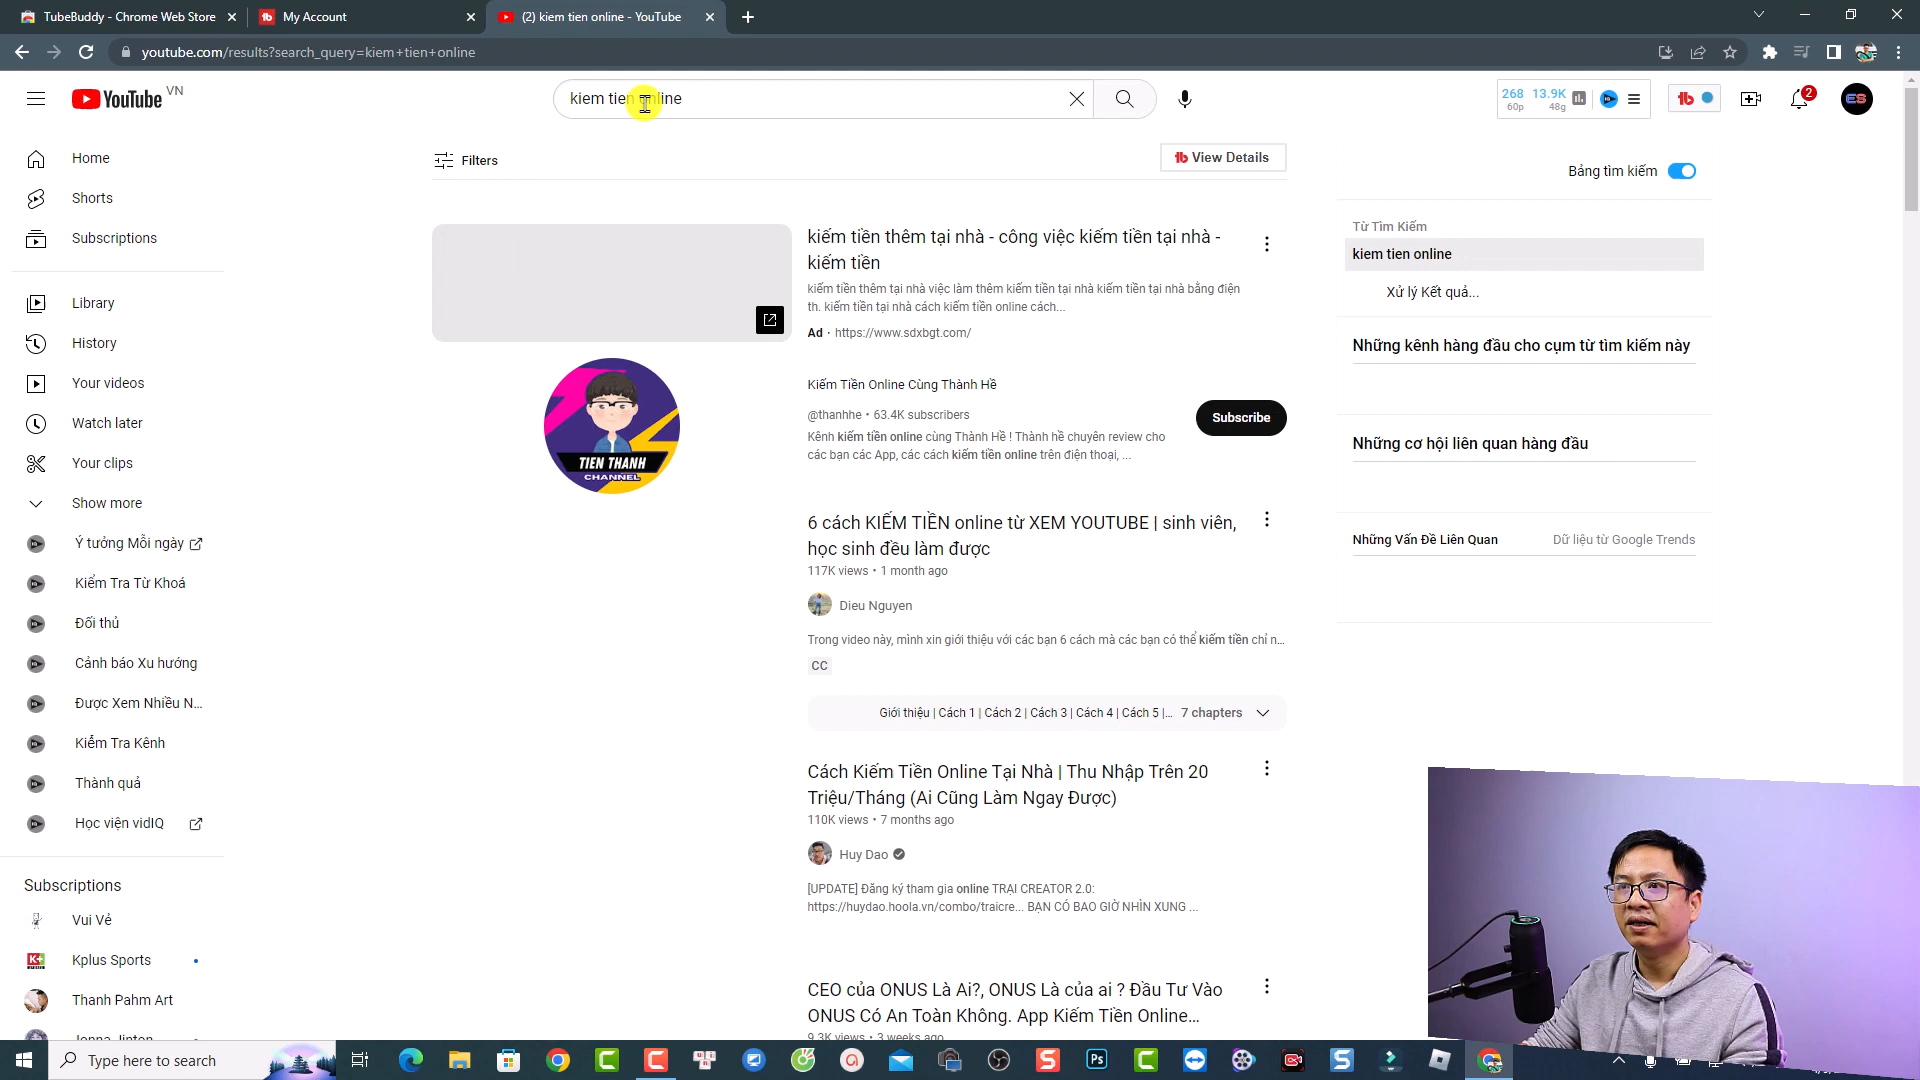 TubeBuddy - Chrome Web Store
My Account
(2) kiem tien online - YouTube
youtube.com/results?search_query=kiem+tien+online
YouTube VN
kiem tien online
268 13.9K
60p 48g
2
ES
Home
Shorts
Subscriptions
Library
History
Your videos
Watch later
Your clips
Show more
Ý tưởng Mỗi ngày
Kiểm Tra Từ Khoá
Đối thủ
Cảnh báo Xu hướng
Được Xem Nhiều N...
Kiểm Tra Kênh
Thành quả
Học viện vidIQ
Subscriptions
Vui Vẻ
Kplus Sports
Thanh Pahm Art
Filters
View Details
kiếm tiền thêm tại nhà - công việc kiếm tiền tại nhà -
kiếm tiền
kiếm tiền thêm tại nhà việc làm thêm kiếm tiền tại nhà kiếm tiền tại nhà bằng điện
th. kiếm tiền tại nhà cách kiếm tiền online cách...
Ad · https://www.sdxbgt.com/
TIEN THANH
CHANNEL
Kiếm Tiền Online Cùng Thành Hề
@thanhhe • 63.4K subscribers
Kênh kiếm tiền online cùng Thành Hề ! Thành hề chuyên review cho
các bạn các App, các cách kiếm tiền online trên điện thoại, ...
Subscribe
6 cách KIẾM TIỀN online từ XEM YOUTUBE | sinh viên,
học sinh đều làm được
117K views • 1 month ago
Dieu Nguyen
Trong video này, mình xin giới thiệu với các bạn 6 cách mà các bạn có thể kiếm tiền chỉ n...
CC
Giới thiệu | Cách 1 | Cách 2 | Cách 3 | Cách 4 | Cách 5 |... 7 chapters
Cách Kiếm Tiền Online Tại Nhà | Thu Nhập Trên 20
Triệu/Tháng (Ai Cũng Làm Ngay Được)
110K views • 7 months ago
Huy Dao
[UPDATE] Đăng ký tham gia online TRẠI CREATOR 2.0:
https://huydao.hoola.vn/combo/traicre... BẠN CÓ BAO GIỜ NHÌN XUNG ...
CEO của ONUS Là Ai?, ONUS Là của ai ? Đầu Tư Vào
ONUS Có An Toàn Không. App Kiếm Tiền Online...
9.3K views • 3 weeks ago
Bảng tìm kiếm
Từ Tìm Kiếm
kiem tien online
Xử lý Kết quả...
Những kênh hàng đầu cho cụm từ tìm kiếm này
Những cơ hội liên quan hàng đầu
Những Vấn Đề Liên Quan
Dữ liệu từ Google Trends
Type here to search